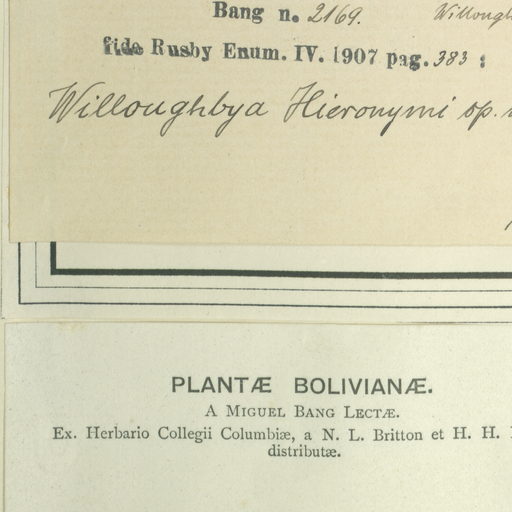 Bang n. 2169.
fide Rusby Enum. IV. 1907 pag. 383 :
Willoughbya Hieronymi sp.
PLANTÆ BOLIVIANÆ.
A MIGUEL BANG LECTÆ.
Ex. Herbario Collegii Columbiæ, a N. L. Britton et H. H.
distributæ.